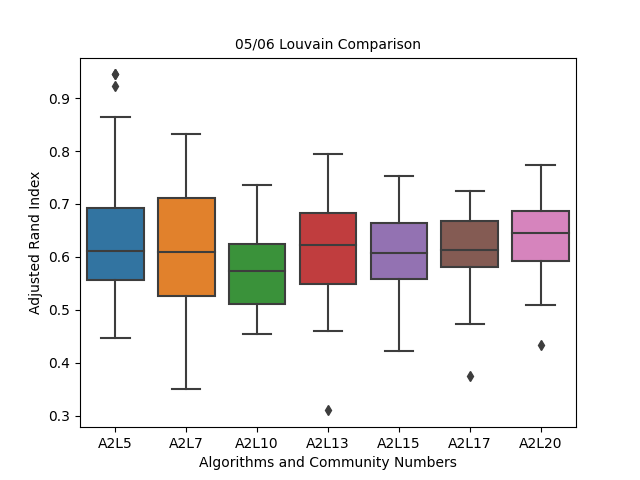 05/06 Louvain Comparison
Adjusted Rand Index
0.9
0.8
0.7
0.6
0.5
0.4
0.3
A2L5 A2L7 A2L10 A2L13 A2L15 A2L17 A2L20
Algorithms and Community Numbers